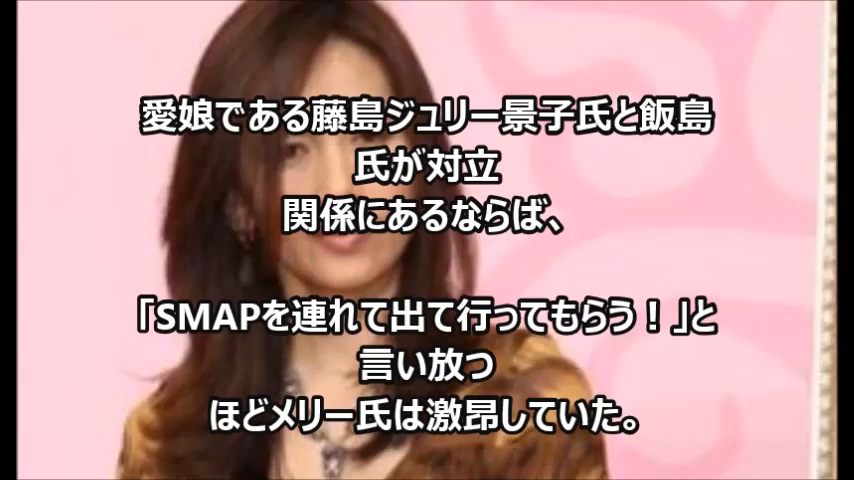 愛娘である藤島ジュリー景子氏と飯島
氏が対立
関係にあるならば、
「SMAPを連れて出て行ってもらう！」と
言い放つ
ほどメリー氏は激昂していた。